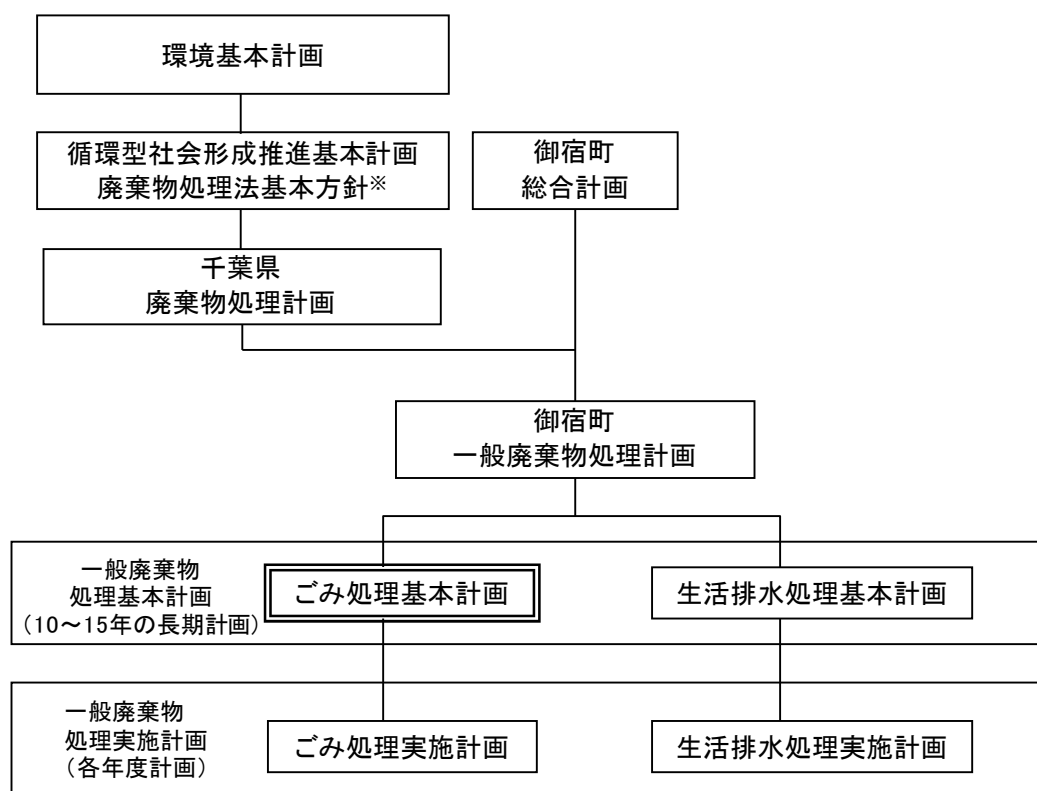 環境基本計画
循環型社会形成推進基本計画
廃棄物処理法基本方針※
御宿町
総合計画
千葉県
廃棄物処理計画
御宿町
一般廃棄物処理計画
一般廃棄物
処理基本計画
（10～15年の長期計画）
ごみ処理基本計画
生活排水処理基本計画
一般廃棄物
処理実施計画
（各年度計画）
ごみ処理実施計画
生活排水処理実施計画